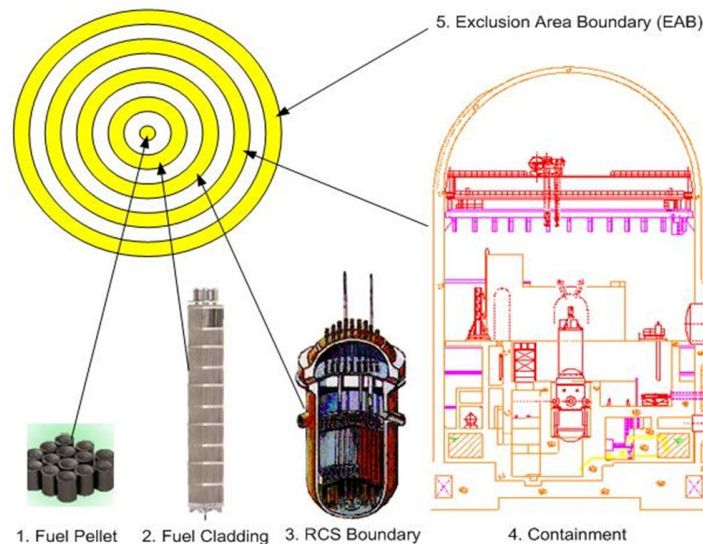 5. Exclusion Area Boundary (EAB)
1. Fuel Pellet
2. Fuel Cladding
3. RCS Boundary
4. Containment